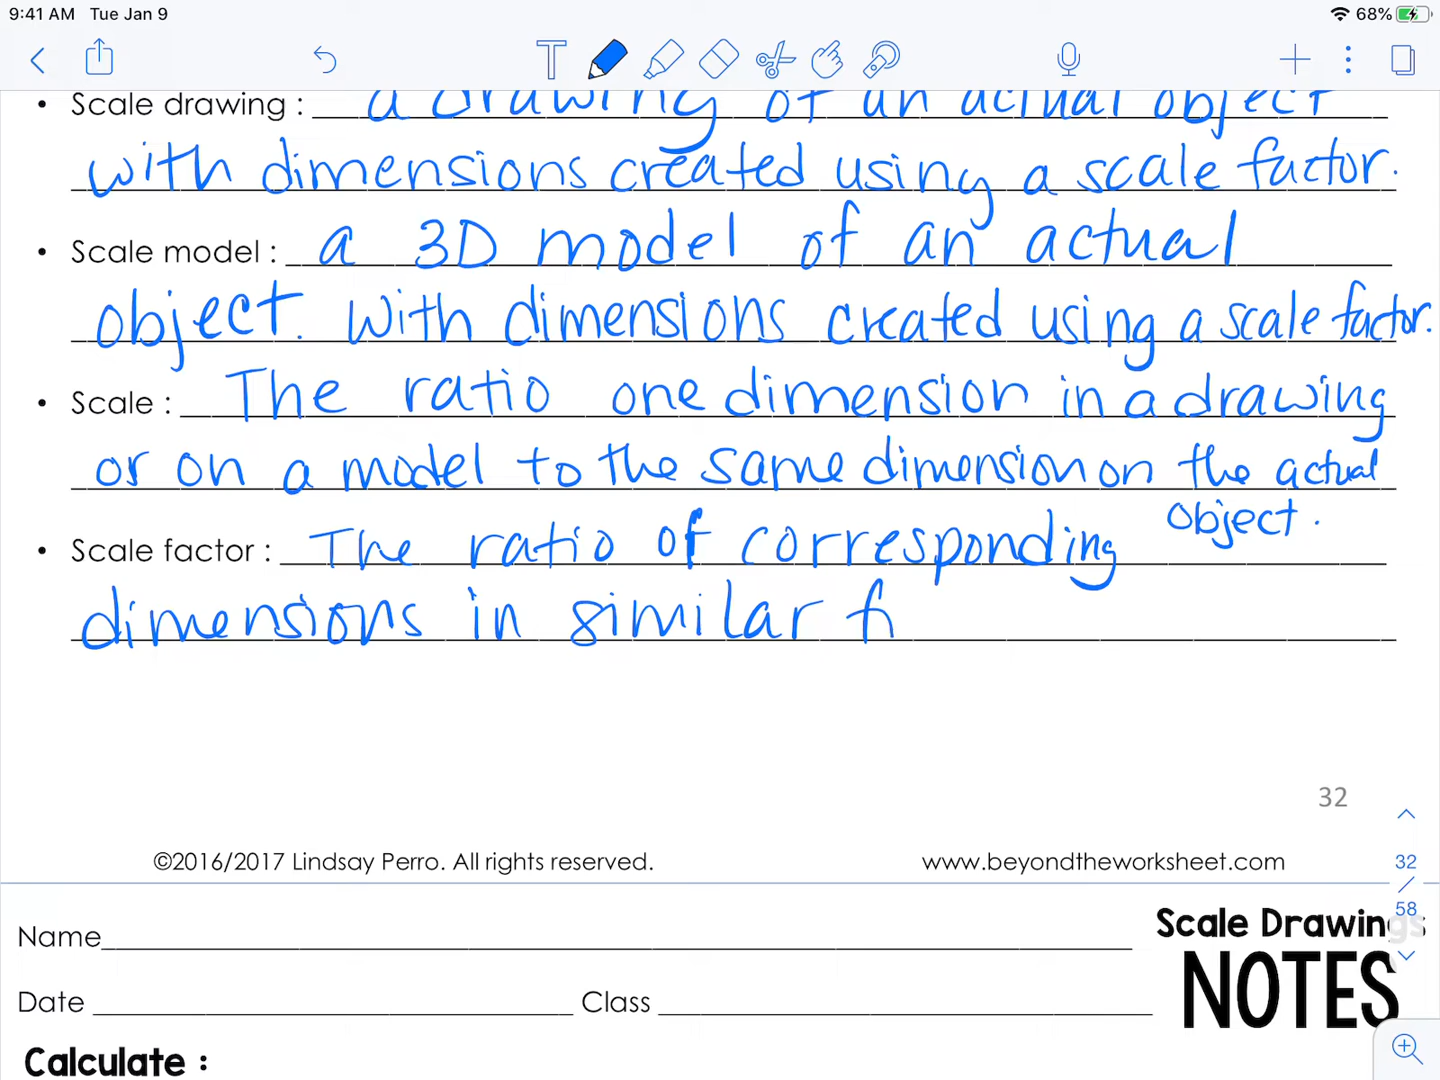 9:41 AM Tue Jan 9 68%
T
• Scale drawing : a drawing of an actual object
with dimensions created using a scale factor.
• Scale model : a 3D model of an actual
object. With dimensions created using a scale factor.
• Scale : The ratio one dimension in a drawing
or on a model to the same dimension on the actual
object.
• Scale factor : The ratio of corresponding
dimensions in similar f
32
©2016/2017 Lindsay Perro. All rights reserved. www.beyondtheworksheet.com
32
/
58
Name
Scale Drawings
NOTES
Date Class
Calculate :